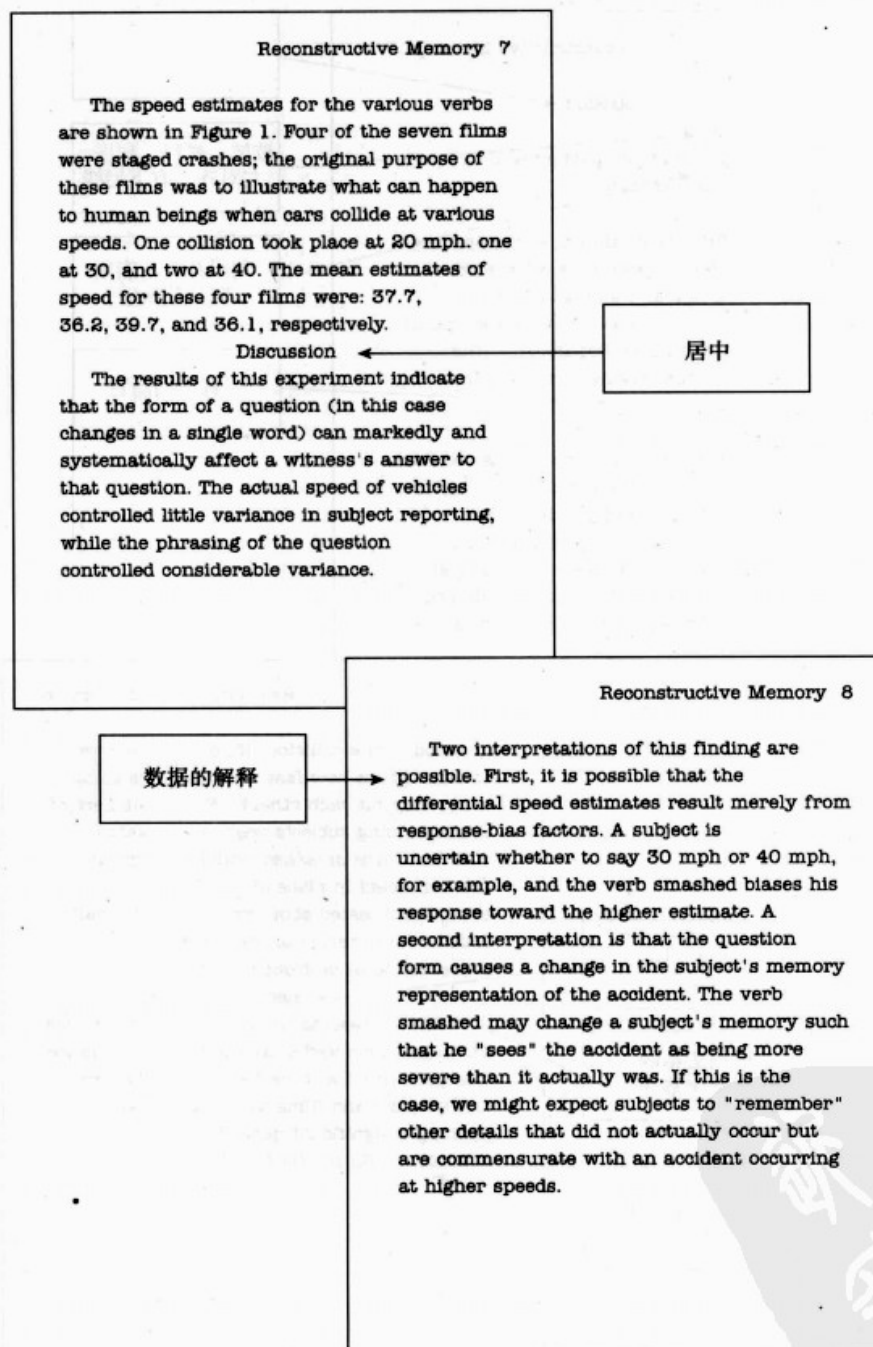 Reconstructive Memory 7
The speed estimates for the various verbs
are shown in Figure 1. Four of the seven films
were staged crashes; the original purpose of
these films was to illustrate what can happen
to human beings when cars collide at various
speeds. One collision took place at 20 mph. one
at 30, and two at 40. The mean estimates of
speed for these four films were: 37.7,
36.2, 39.7, and 36.1, respectively.
Discussion
居中
The results of this experiment indicate
that the form of a question (in this case
changes in a single word) can markedly and
systematically affect a witness's answer to
that question. The actual speed of vehicles
controlled little variance in subject reporting,
while the phrasing of the question
controlled considerable variance.
Reconstructive Memory 8
数据的解释
Two interpretations of this finding are
possible. First, it is possible that the
differential speed estimates result merely from
response-bias factors. A subject is
uncertain whether to say 30 mph or 40 mph,
for example, and the verb smashed biases his
response toward the higher estimate. A
second interpretation is that the question
form causes a change in the subject's memory
representation of the accident. The verb
smashed may change a subject's memory such
that he "sees" the accident as being more
severe than it actually was. If this is the
case, we might expect subjects to "remember"
other details that did not actually occur but
are commensurate with an accident occurring
at higher speeds.